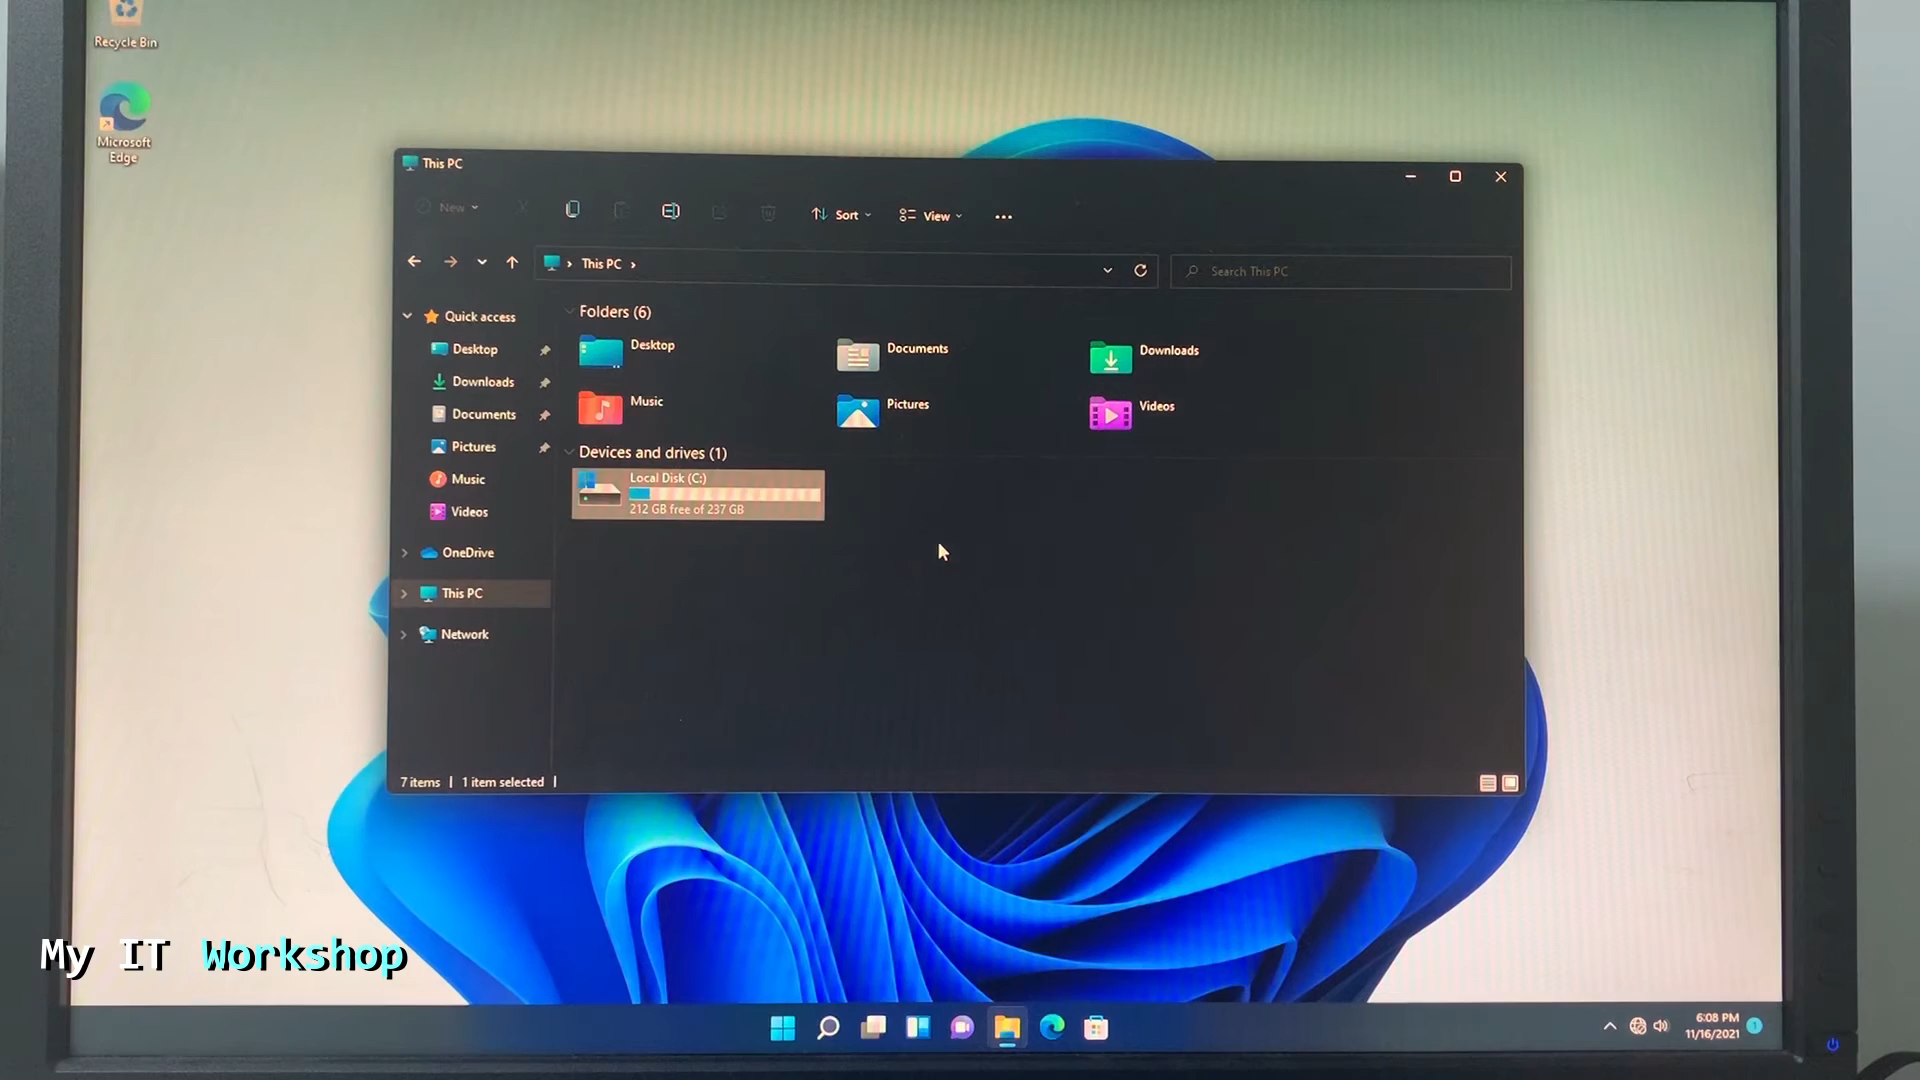 Recycle Bin
Microsoft
Edge
This PC
New
Sort
View
This PC
Search This PC
Quick access
Desktop
Downloads
Documents
Pictures
Music
Videos
OneDrive
This PC
Network
Folders (6)
Desktop
Documents
Downloads
Music
Pictures
Videos
Devices and drives (1)
Local Disk (C:)
212 GB free of 237 GB
7 items
1 item selected
My IT Workshop
6:08 PM
11/16/2021
1